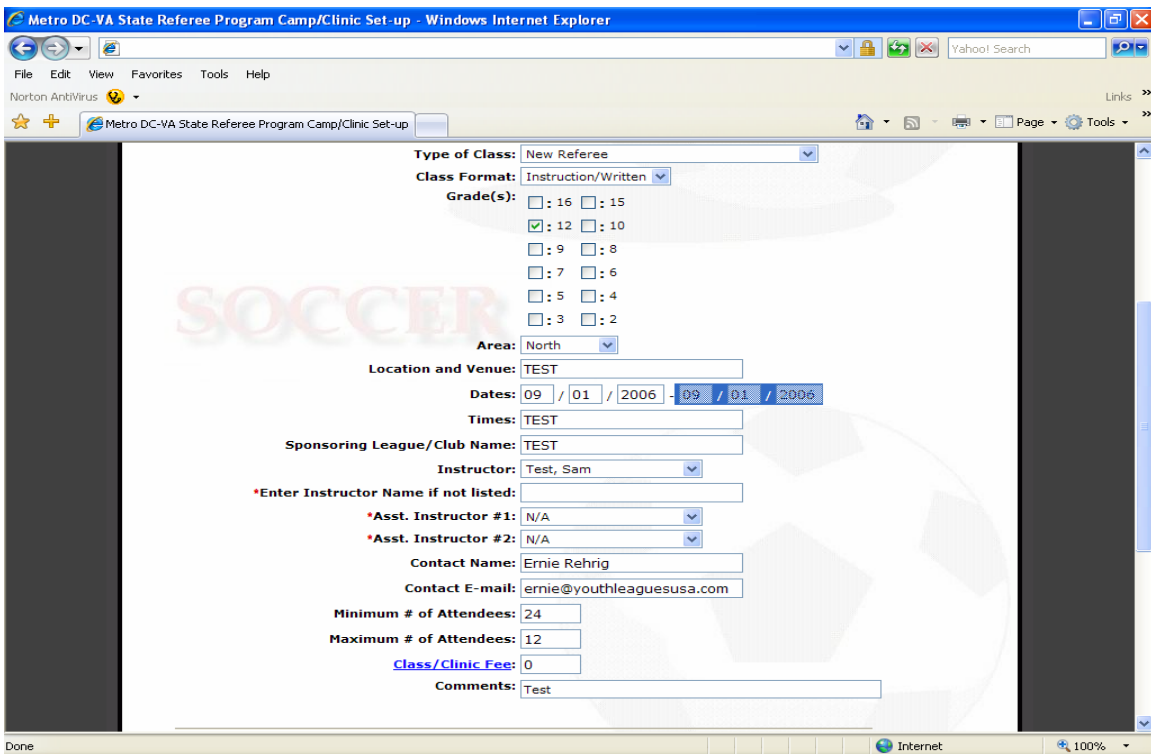 Metro DC-VA State Referee Program Camp/Clinic Set-up - Windows Internet Explorer
Yahoo! Search
File Edit View Favorites Tools Help
Norton AntiVirus Links »
Metro DC-VA State Referee Program Camp/Clinic Set-up Page Tools »
Type of Class: New Referee
Class Format: Instruction/Written
Grade(s): : 16 : 15
: 12 : 10
: 9 : 8
: 7 : 6
: 5 : 4
: 3 : 2
SOCCER
Area: North
Location and Venue: TEST
Dates: 09 / 01 / 2006 - 09 / 01 / 2006
Times: TEST
Sponsoring League/Club Name: TEST
Instructor: Test, Sam
*Enter Instructor Name if not listed:
*Asst. Instructor #1: N/A
*Asst. Instructor #2: N/A
Contact Name: Ernie Rehrig
Contact E-mail: ernie@youthleaguesusa.com
Minimum # of Attendees: 24
Maximum # of Attendees: 12
Class/Clinic Fee: 0
Comments: Test
Done Internet 100%